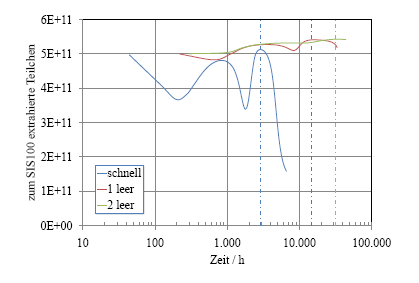 6E+11
5E+11
4E+11
3E+11
2E+11
1E+11
0E+00
zum SIS100 extrahierte Teilchen
schnell
1 leer
2 leer
10 100 1.000 10.000 100.000
Zeit / h